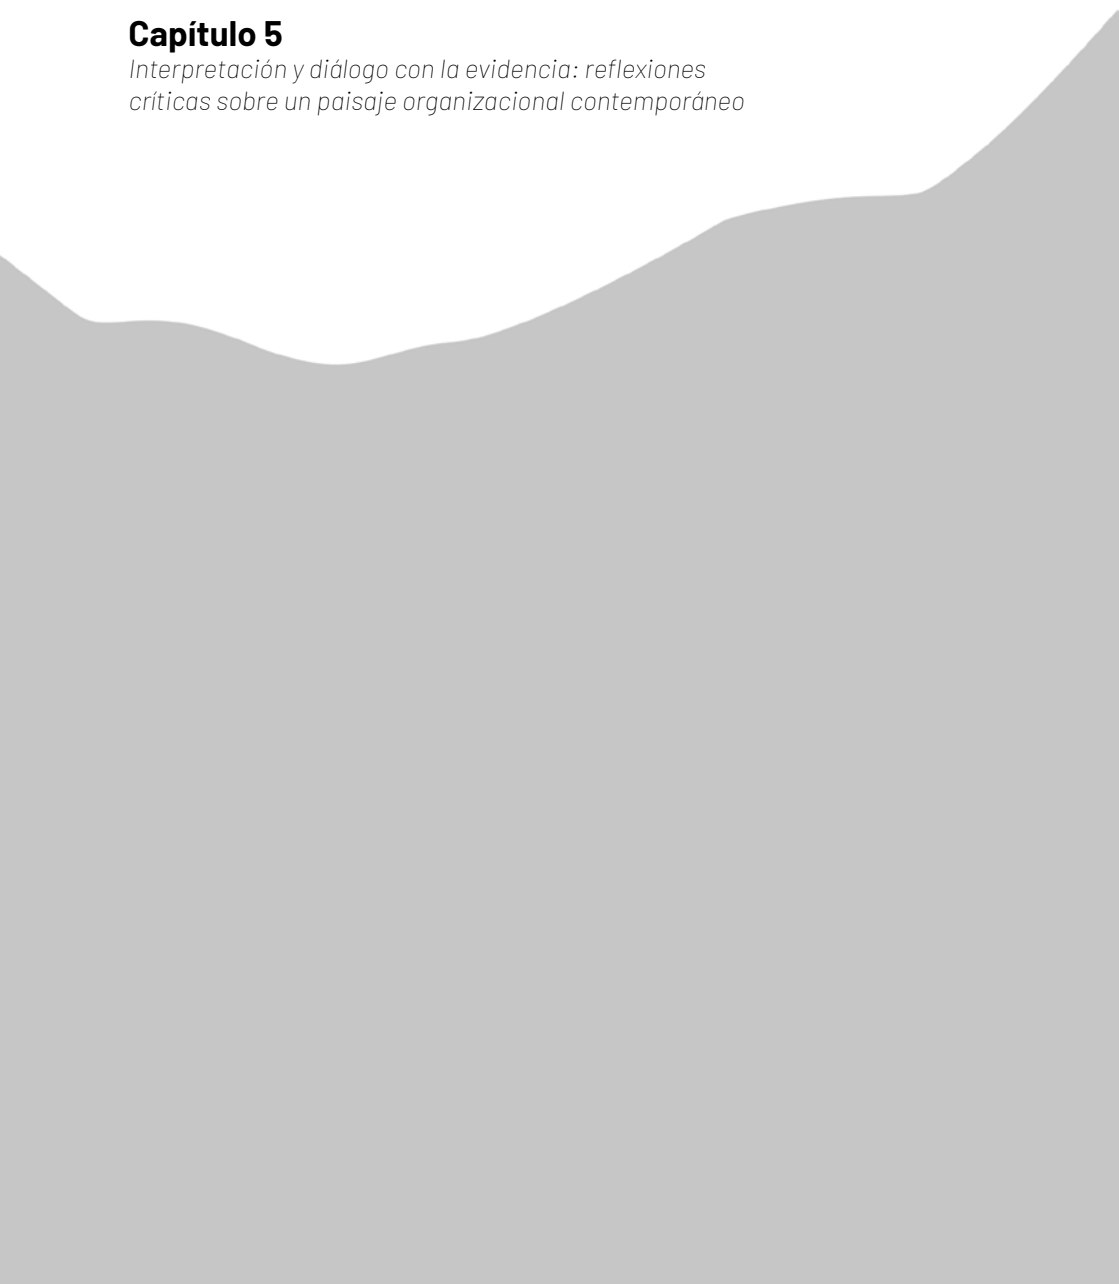 Capítulo 5
Interpretación y diálogo con la evidencia: reflexiones
críticas sobre un paisaje organizacional contemporáneo